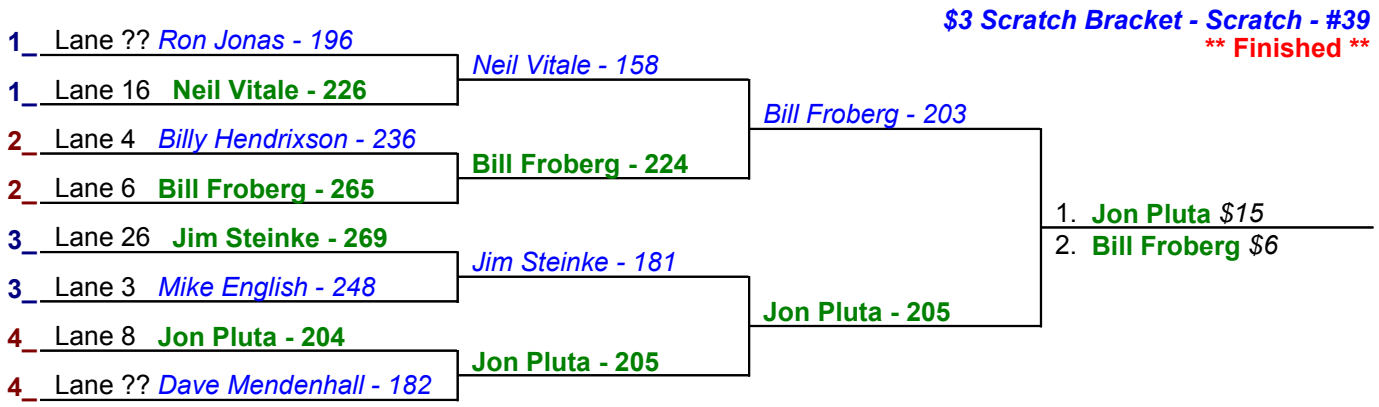 $3 Scratch Bracket - Scratch - #39
** Finished **
1_ Lane ?? Ron Jonas - 196
1_ Lane 16 Neil Vitale - 226
2_ Lane 4 Billy Hendrixson - 236
2_ Lane 6 Bill Froberg - 265
3_ Lane 26 Jim Steinke - 269
3_ Lane 3 Mike English - 248
4_ Lane 8 Jon Pluta - 204
4_ Lane ?? Dave Mendenhall - 182
Neil Vitale - 158
Bill Froberg - 224
Jim Steinke - 181
Jon Pluta - 205
Bill Froberg - 203
Jon Pluta - 205
1. Jon Pluta $15
2. Bill Froberg $6